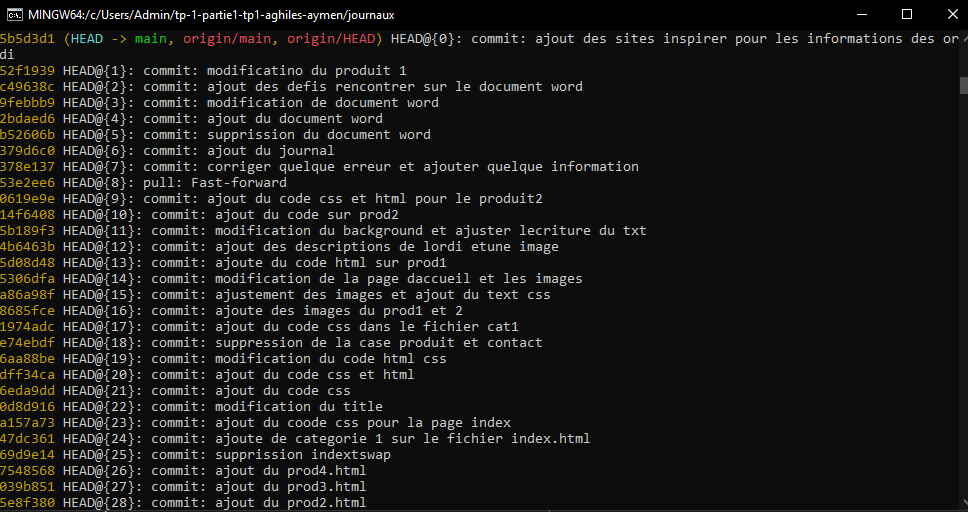 MINGW64:/c/Users/Admin/tp-1-partie1-tp1-aghiles-aymen/journaux
5b5d3d1 (HEAD -> main, origin/main, origin/HEAD) HEAD@{0}: commit: ajout des sites inspirer pour les informations des or
di
52f1939 HEAD@{1}: commit: modificatino du produit 1
c49638c HEAD@{2}: commit: ajout des defis rencontrer sur le document word
9febbb9 HEAD@{3}: commit: modification de document word
2bdaed6 HEAD@{4}: commit: ajout du document word
b52606b HEAD@{5}: commit: supprission du document word
379d6c0 HEAD@{6}: commit: ajout du journal
378e137 HEAD@{7}: commit: corriger quelque erreur et ajouter quelque information
53e2ee6 HEAD@{8}: pull: Fast-forward
0619e9e HEAD@{9}: commit: ajout du code css et html pour le produit2
14f6408 HEAD@{10}: commit: ajout du code sur prod2
5b189f3 HEAD@{11}: commit: modification du background et ajuster lecriture du txt
4b6463b HEAD@{12}: commit: ajout des descriptions de lordi etune image
5d08d48 HEAD@{13}: commit: ajoute du code html sur prod1
5306dfa HEAD@{14}: commit: modification de la page daccueil et les images
a86a98f HEAD@{15}: commit: ajustement des images et ajout du text css
8685fce HEAD@{16}: commit: ajoute des images du prod1 et 2
1974adc HEAD@{17}: commit: ajout du code css dans le fichier cat1
e74ebdf HEAD@{18}: commit: suppression de la case produit et contact
6aa88be HEAD@{19}: commit: modification du code html css
dff34ca HEAD@{20}: commit: ajout du code css et html
6eda9dd HEAD@{21}: commit: ajout du code css
0d8d916 HEAD@{22}: commit: modification du title
a157a73 HEAD@{23}: commit: ajout du coode css pour la page index
47dc361 HEAD@{24}: commit: ajoute de categorie 1 sur le fichier index.html
69d9e14 HEAD@{25}: commit: suppression indextswap
7548568 HEAD@{26}: commit: ajout du prod4.html
039b851 HEAD@{27}: commit: ajout du prod3.html
5e8f380 HEAD@{28}: commit: ajout du prod2.html